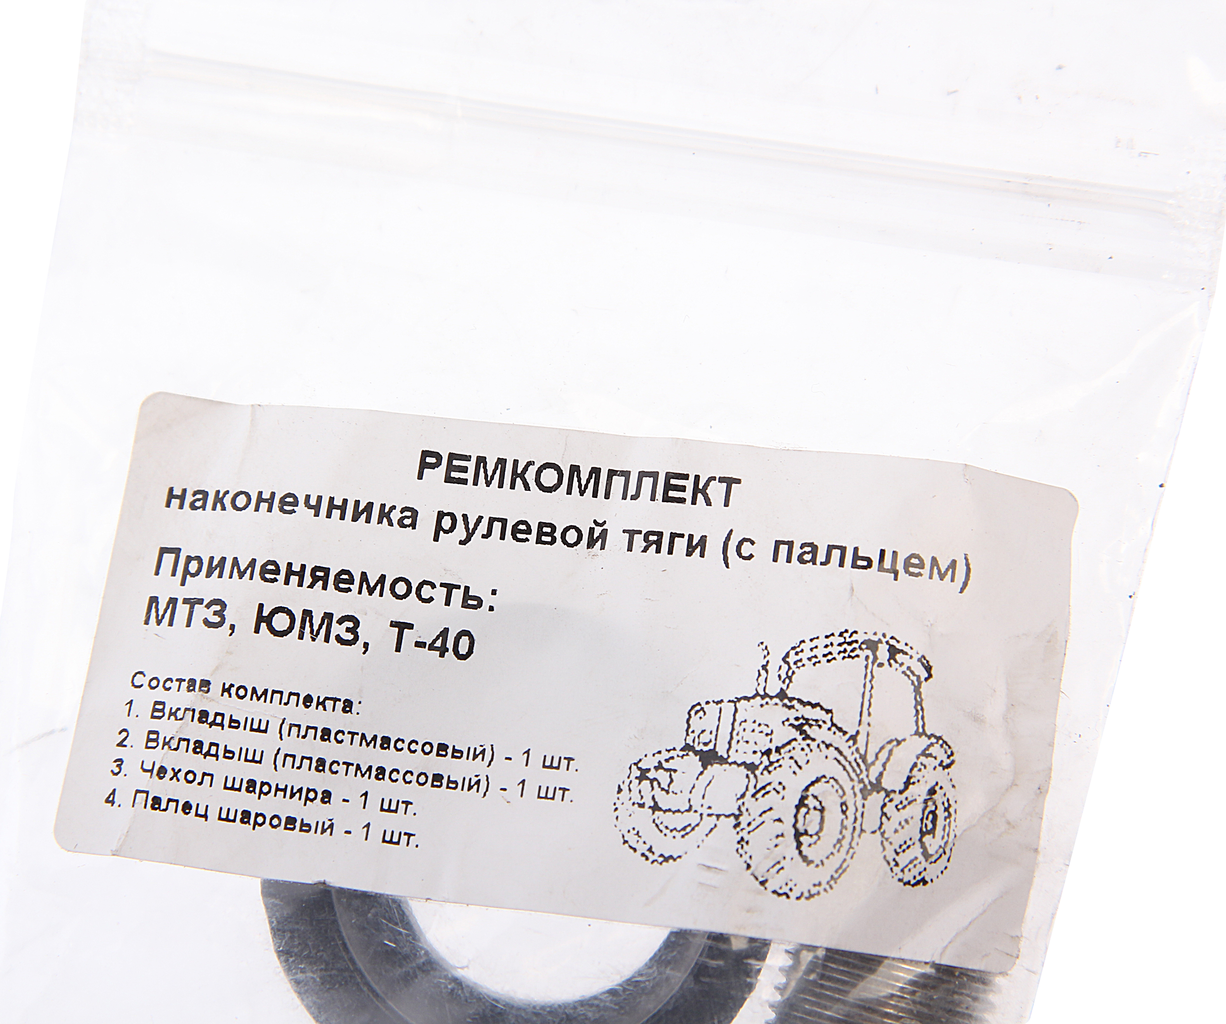 РЕМКОМПЛЕКТ
наконечника рулевой тяги (с пальцем)
Применяемость:
МТЗ, ЮМЗ, Т-40
Состав комплекта:
1. Вкладыш (пластмассовый) - 1 шт.
2. Вкладыш (пластмассовый) - 1 шт.
3. Чехол шарнира - 1 шт.
4. Палец шаровый - 1 шт.